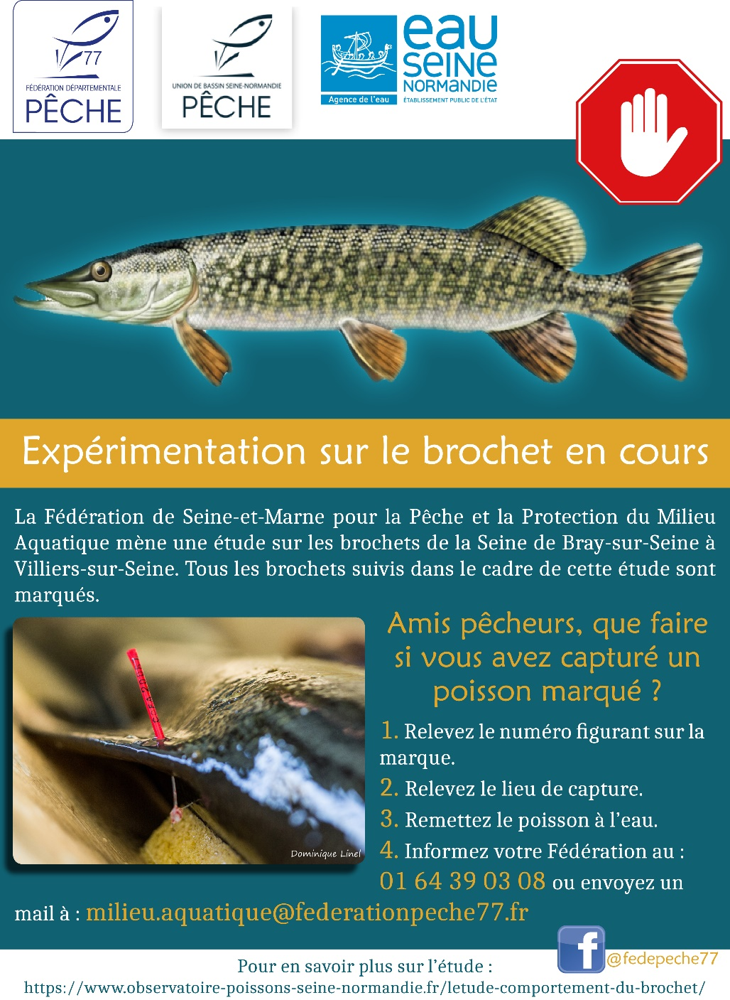 77
FÉDÉRATION DÉPARTEMENTALE
PÊCHE
UNION DE BASSIN SEINE-NORMANDIE
PÊCHE
eau
seine
NORMANDIE
Agence de l'eau
ÉTABLISSEMENT PUBLIC DE L'ÉTAT
Expérimentation sur le brochet en cours
La Fédération de Seine-et-Marne pour la Pêche et la Protection du Milieu
Aquatique mène une étude sur les brochets de la Seine de Bray-sur-Seine à
Villiers-sur-Seine. Tous les brochets suivis dans le cadre de cette étude sont
marqués.
Dominique Linel
Amis pêcheurs, que faire
si vous avez capturé un
poisson marqué ?
1. Relevez le numéro figurant sur la
marque.
2. Relevez le lieu de capture.
3. Remettez le poisson à l'eau.
4. Informez votre Fédération au :
01 64 39 03 08 ou envoyez un
mail à : milieu.aquatique@federationpeche77.fr
f @fedepeche77
Pour en savoir plus sur l'étude :
https://www.observatoire-poissons-seine-normandie.fr/letude-comportement-du-brochet/